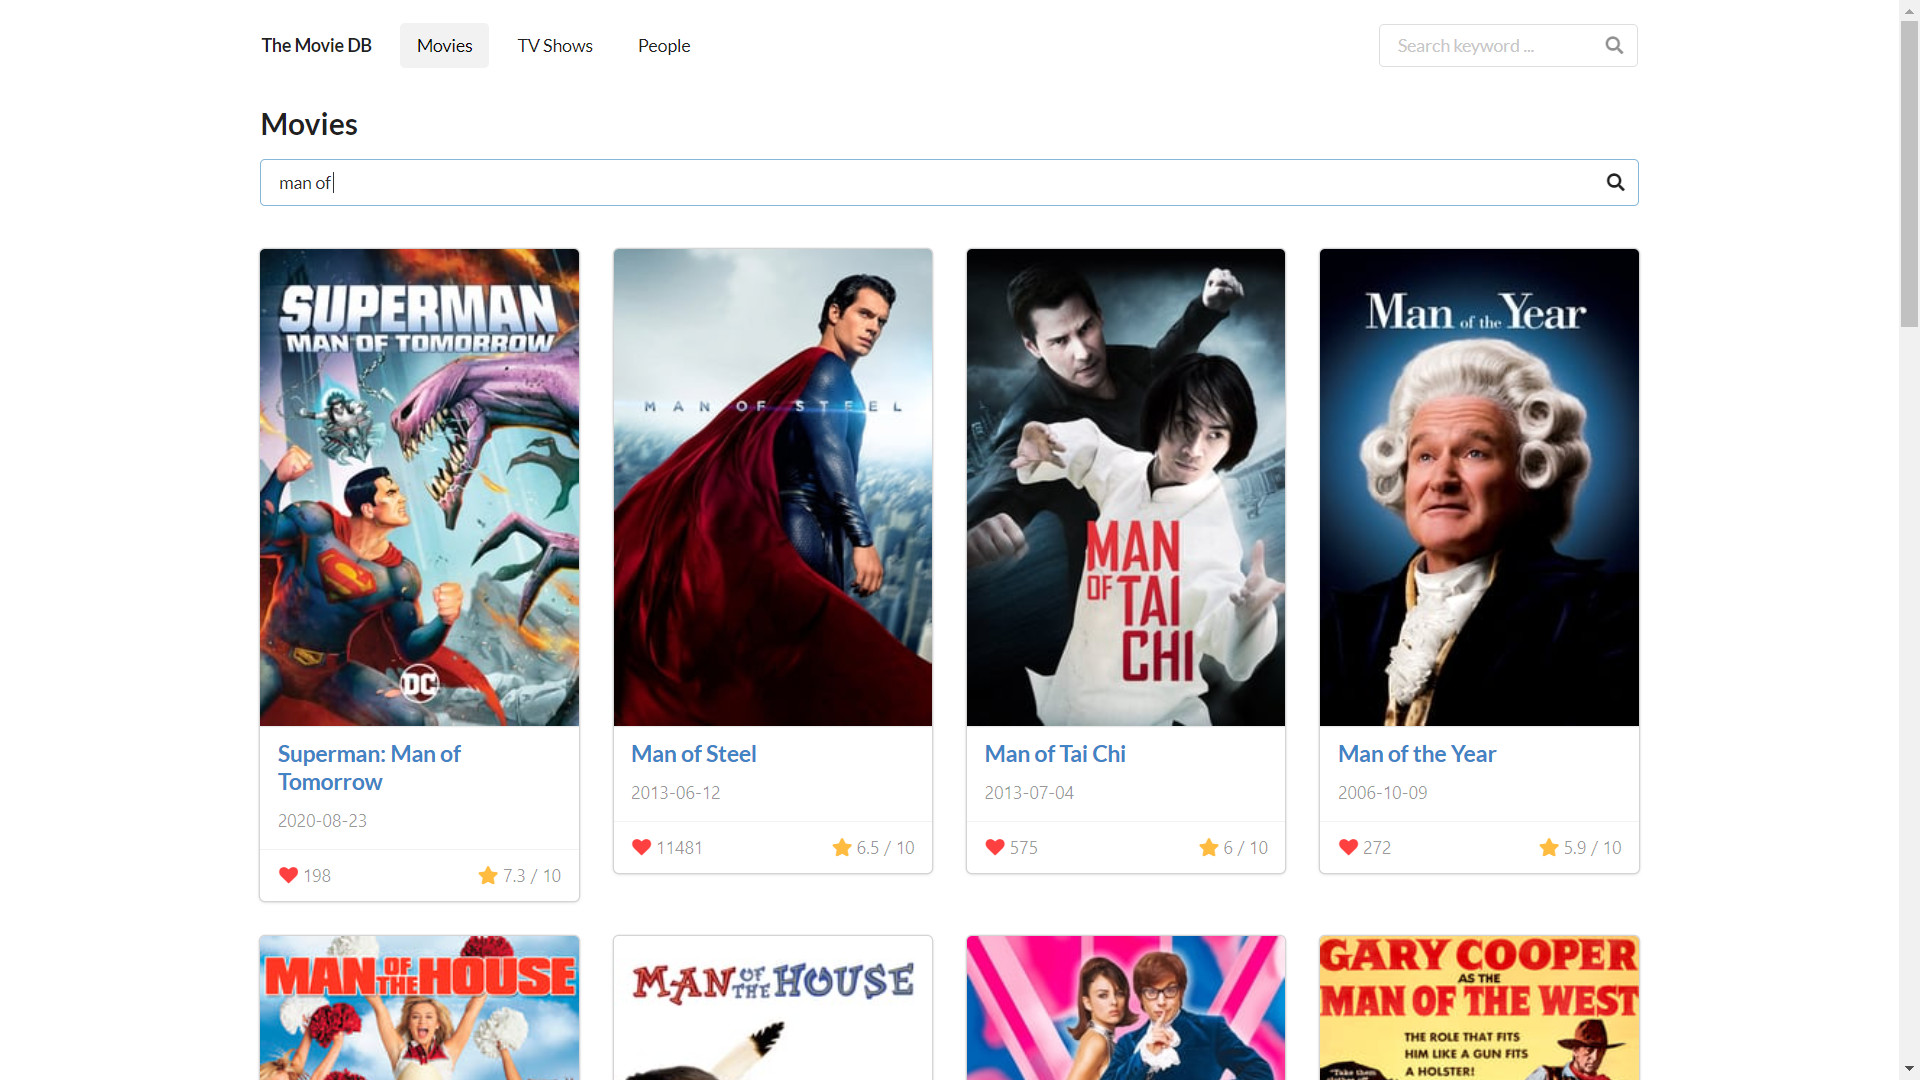 The Movie DB
Movies
TV Shows
People
Search keyword ...
Movies
man of
SUPERMAN
MAN OF TOMORROW
DC
Superman: Man of
Tomorrow
2020-08-23
198
7.3 / 10
MAN OF STEEL
Man of Steel
2013-06-12
11481
6.5 / 10
MAN
OF TAI
CHI
Man of Tai Chi
2013-07-04
575
6 / 10
Man of the Year
Man of the Year
2006-10-09
272
5.9 / 10
MAN OF THE HOUSE
MAN OF THE HOUSE
GARY COOPER
AS THE
MAN OF THE WEST
THE ROLE THAT FITS
HIM LIKE A GUN FITS
A HOLSTER!
"Take them